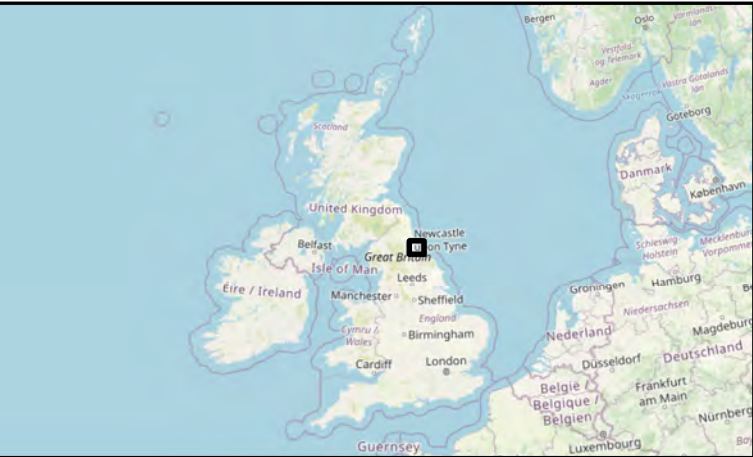 Bergen
Oslo
Vestfold
og Telemark
Agder
Skagerrak
Västra Götalands
län
Göteborg
Scotland
Danmark
København
United Kingdom
Newcastle
upon Tyne
Belfast
Great Britain
Isle of Man
Schleswig
Holstein
Mecklenburg
Vorpomm
Leeds
Éire / Ireland
Manchester
Sheffield
Groningen
Hamburg
Niedersachsen
England
Cymru /
Wales
Birmingham
Nederland
Magdeburg
Cardiff
London
Düsseldorf
Deutschland
België /
Belgique /
Belgien
Frankfurt
am Main
Nürnberg
Guernsey
Luxembourg